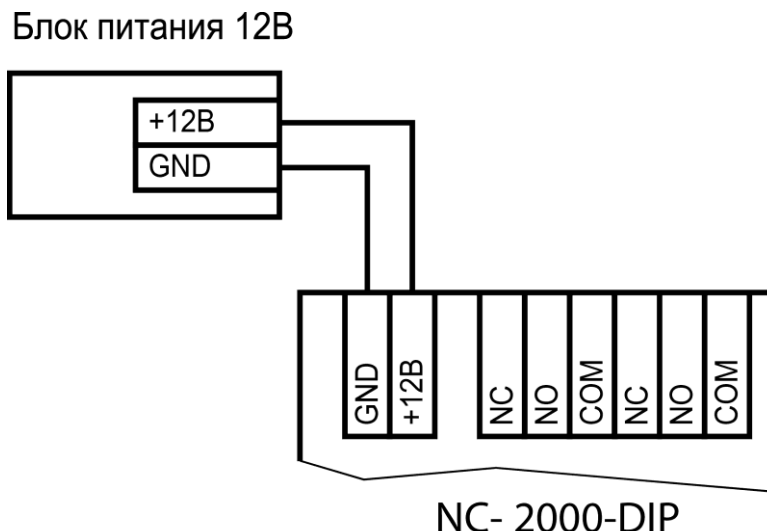 Блок питания 12В
+12В
GND
GND
+12В
NC
NO
COM
NC
NO
COM
NC- 2000-DIP